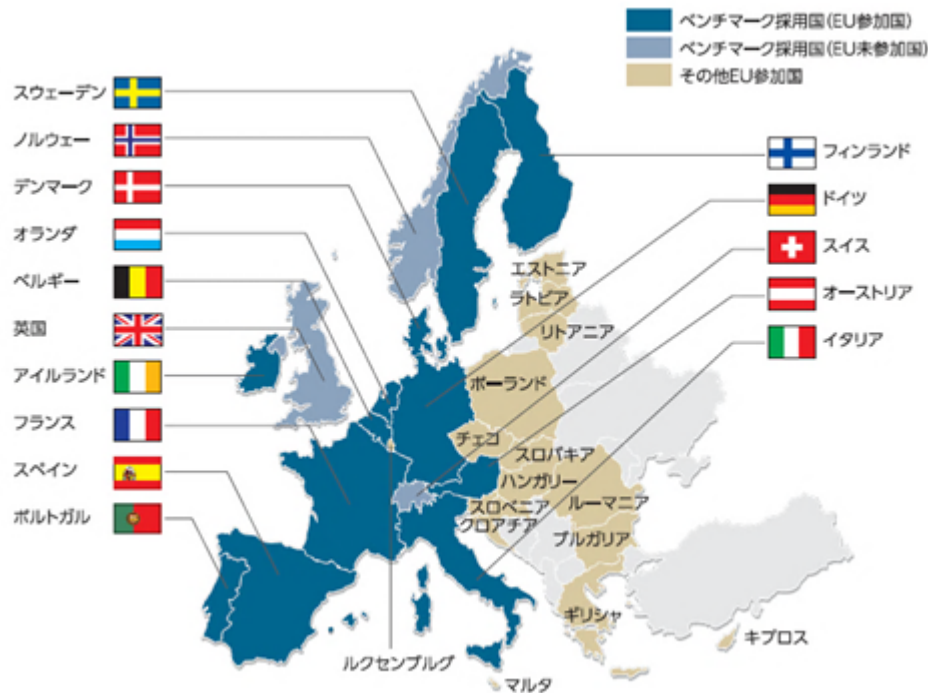 ベンチマーク採用国(EU参加国)
ベンチマーク採用国(EU未参加国)
その他EU参加国
スウェーデン
ノルウェー
デンマーク
オランダ
ベルギー
英国
アイルランド
フランス
スペイン
ポルトガル
フィンランド
ドイツ
スイス
オーストリア
イタリア
エストニア
ラトビア
リトアニア
ポーランド
チェコ
スロバキア
ハンガリー
スロベニア
クロアチア
ルーマニア
ブルガリア
ギリシャ
キプロス
ルクセンブルグ
マルタ